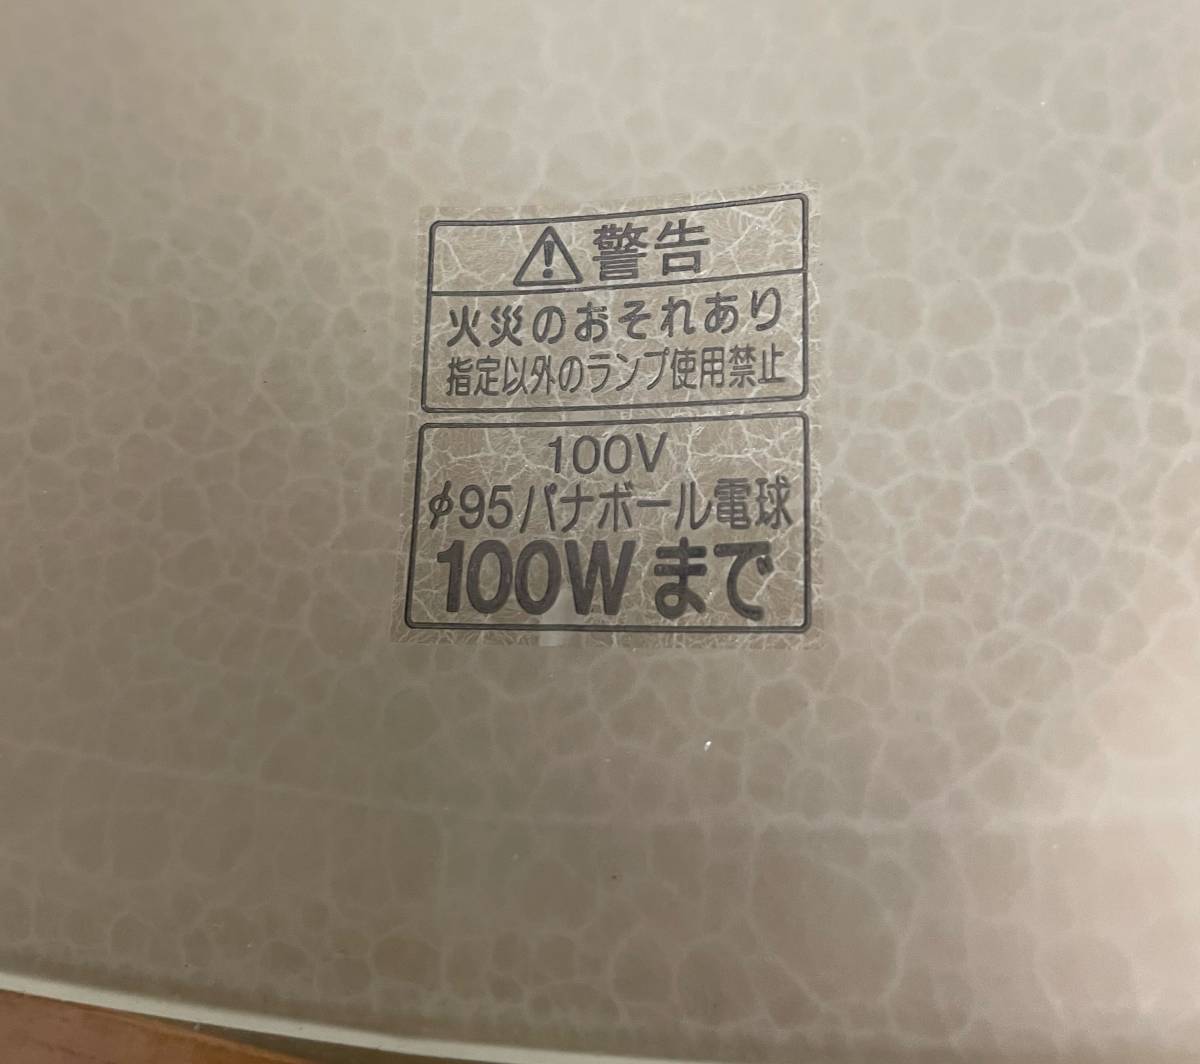 ⚠警告
火災のおそれあり
指定以外のランプ使用禁止
100V
φ95パナボール電球
100Wまで